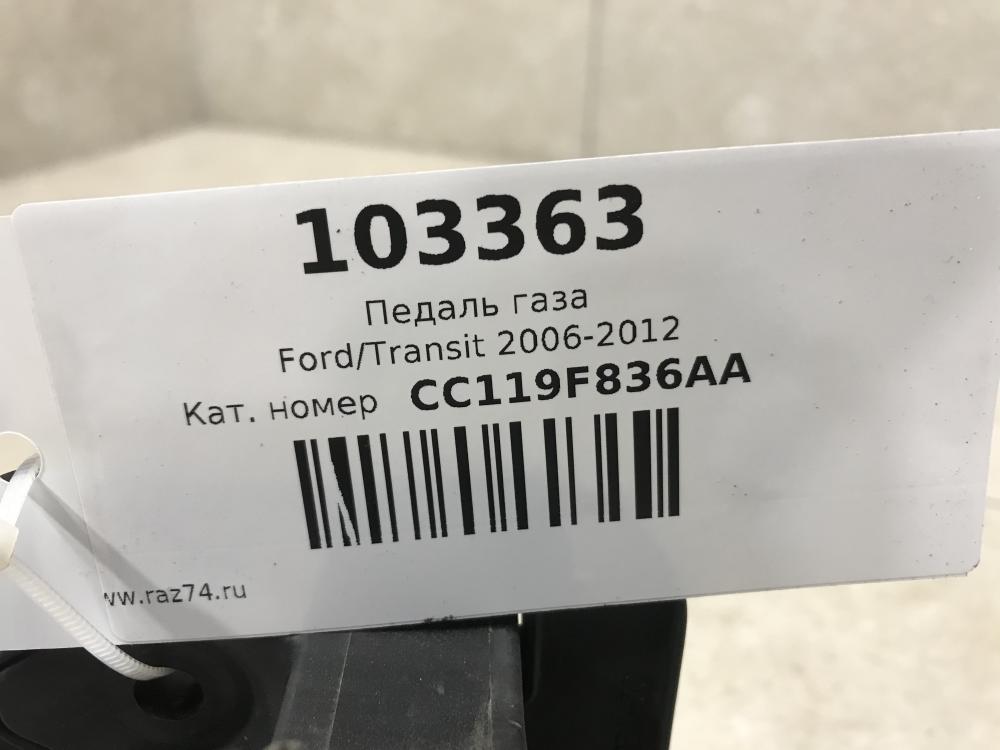 103363
Педаль газа
Ford/Transit 2006-2012
Кат. номер CC119F836AA
ww.raz74.ru